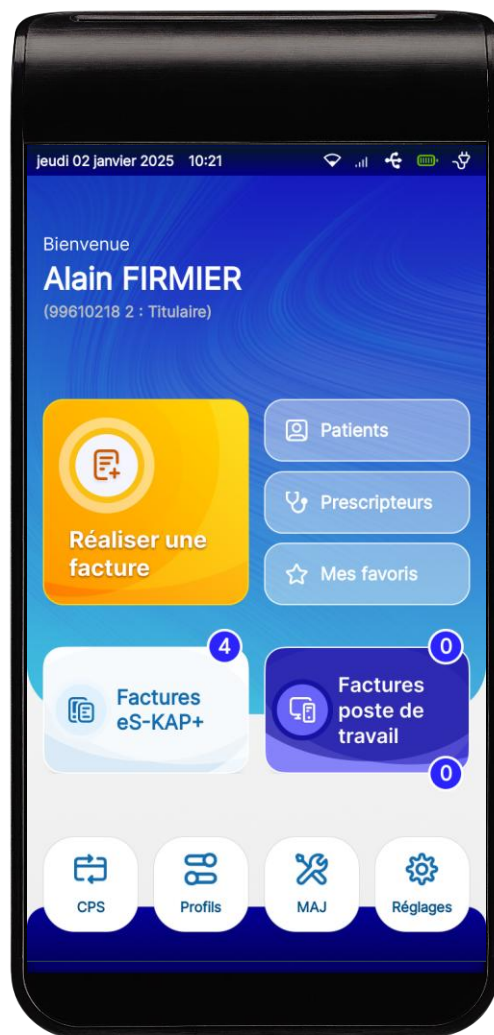 jeudi 02 janvier 2025 10:21
Bienvenue
Alain FIRMIER
(99610218 2 : Titulaire)
Réaliser une
facture
Patients
Prescripteurs
Mes favoris
4
Factures
eS-KAP+
0
Factures
poste de
travail
0
CPS
Profils
MAJ
Réglages